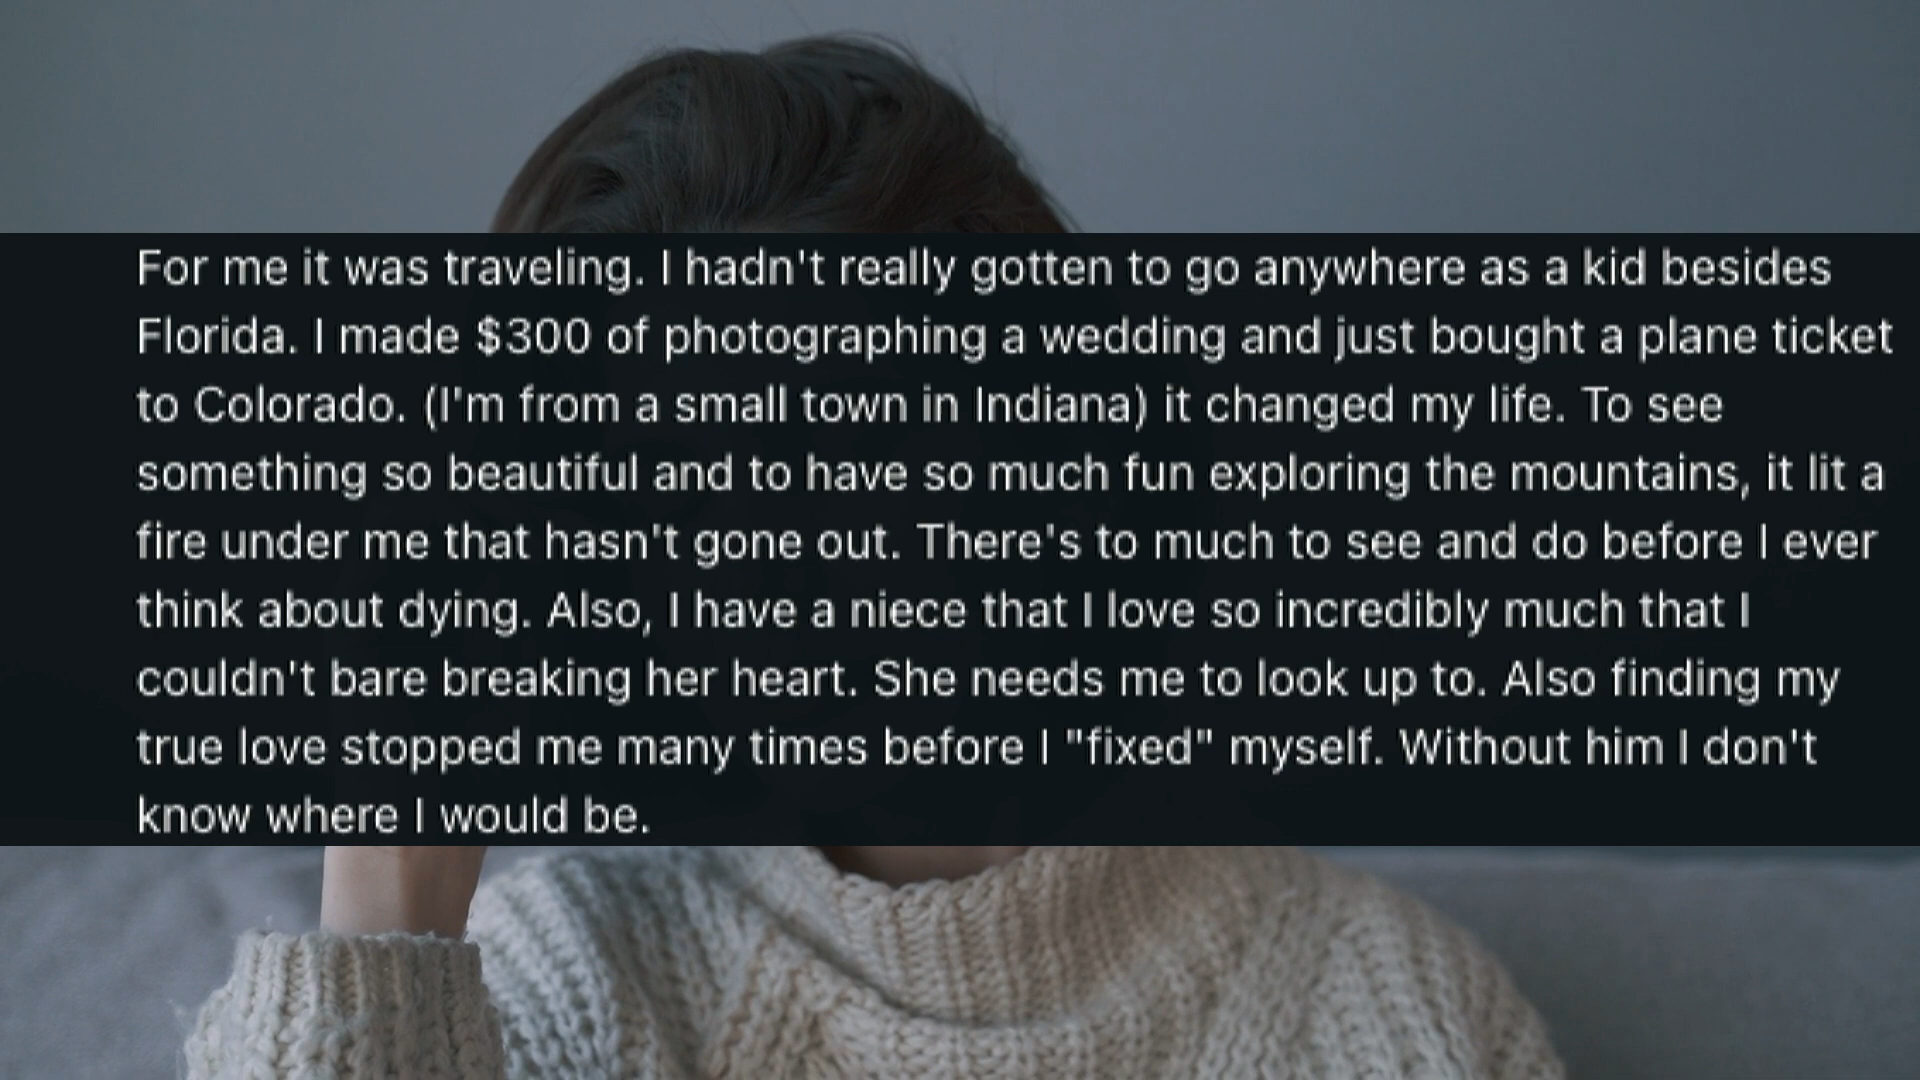 For me it was traveling. I hadn't really gotten to go anywhere as a kid besides
Florida. I made $300 of photographing a wedding and just bought a plane ticket
to Colorado. (I'm from a small town in Indiana) it changed my life. To see
something so beautiful and to have so much fun exploring the mountains, it lit a
fire under me that hasn't gone out. There's to much to see and do before I ever
think about dying. Also, I have a niece that I love so incredibly much that I
couldn't bare breaking her heart. She needs me to look up to. Also finding my
true love stopped me many times before I "fixed" myself. Without him I don't
know where I would be.